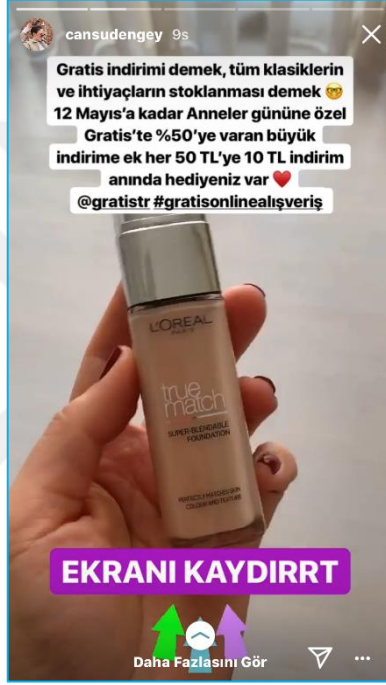 cansudengey 9s
Gratis indirimi demek, tüm klasiklerin
ve ihtiyaçların stoklanması demek 🤓
12 Mayıs'a kadar Anneler gününe özel
Gratis'te %50'ye varan büyük
indirime ek her 50 TL'ye 10 TL indirim
anında hediyeniz var ♥️
@gratistr #gratisonlinealışveriş
L'ORÉAL
PARIS
true
match
SUPER-BLENDABLE
FOUNDATION
PERFECTLY MATCHES SKIN
COLOUR AND TEXTURE
EKRANI KAYDIRRT
Daha Fazlasını Gör